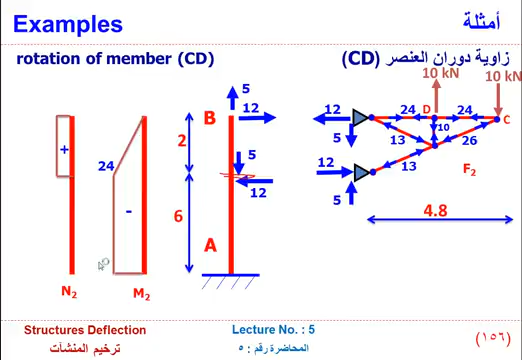 Examples
أمثلة
rotation of member (CD)
زاوية دوران العنصر (CD)
10 kN
10 kN
5
12
B
2
5
12
6
A
+
24
-
N2
M2
12
24
D
24
C
5
13
10
26
12
13
F2
5
4.8
Structures Deflection
ترخيم المنشآت
Lecture No. : 5
المحاضرة رقم : ٥
(١٥٦)